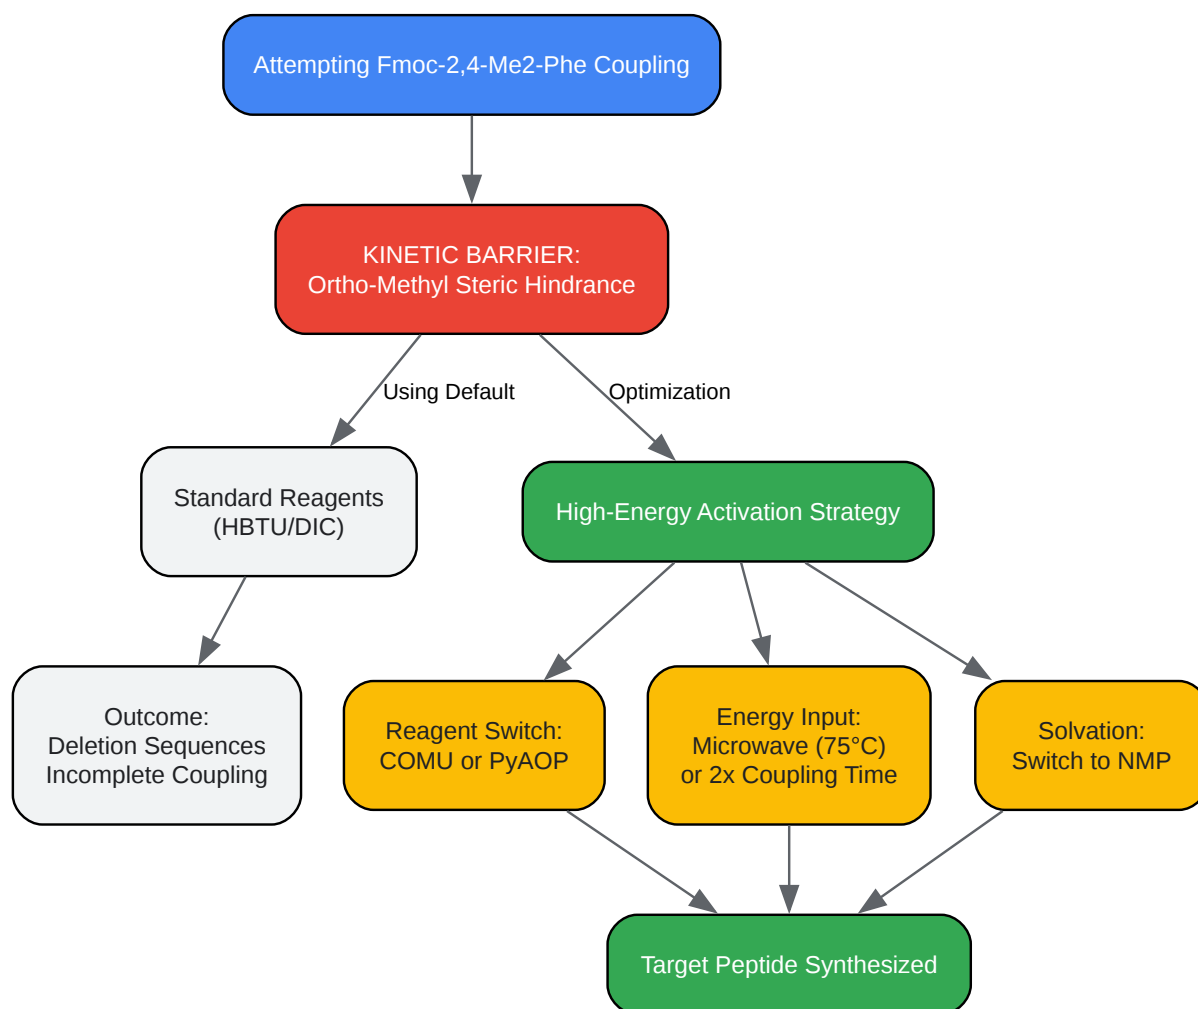 Attempting Fmoc-2,4-Me2-Phe Coupling
KINETIC BARRIER:
Ortho-Methyl Steric Hindrance
Using Default
Optimization
Standard Reagents
(HBTU/DIC)
High-Energy Activation Strategy
Outcome:
Deletion Sequences
Incomplete Coupling
Reagent Switch:
COMU or PyAOP
Energy Input:
Microwave (75°C)
or 2x Coupling Time
Solvation:
Switch to NMP
Target Peptide Synthesized